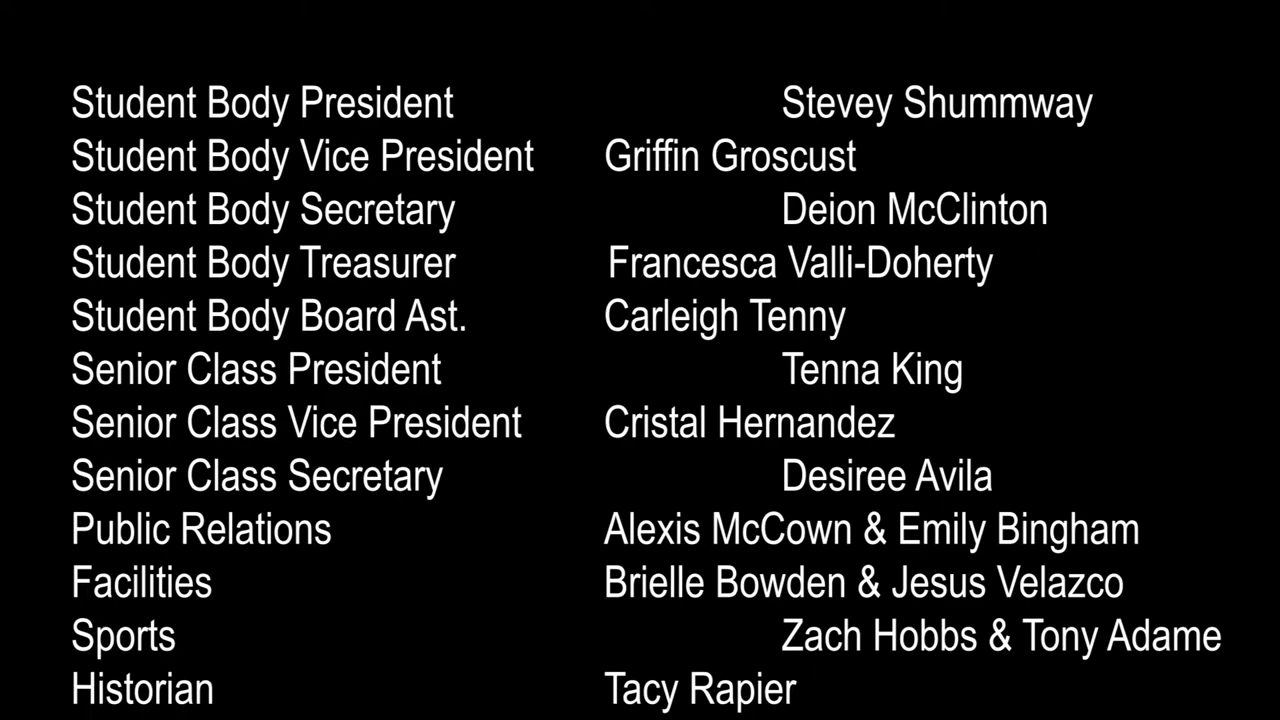 Student Body President Stevey Shummway
Student Body Vice President Griffin Groscust
Student Body Secretary Deion McClinton
Student Body Treasurer Francesca Valli-Doherty
Student Body Board Ast. Carleigh Tenny
Senior Class President Tenna King
Senior Class Vice President Cristal Hernandez
Senior Class Secretary Desiree Avila
Public Relations Alexis McCown & Emily Bingham
Facilities Brielle Bowden & Jesus Velazco
Sports Zach Hobbs & Tony Adame
Historian Tacy Rapier